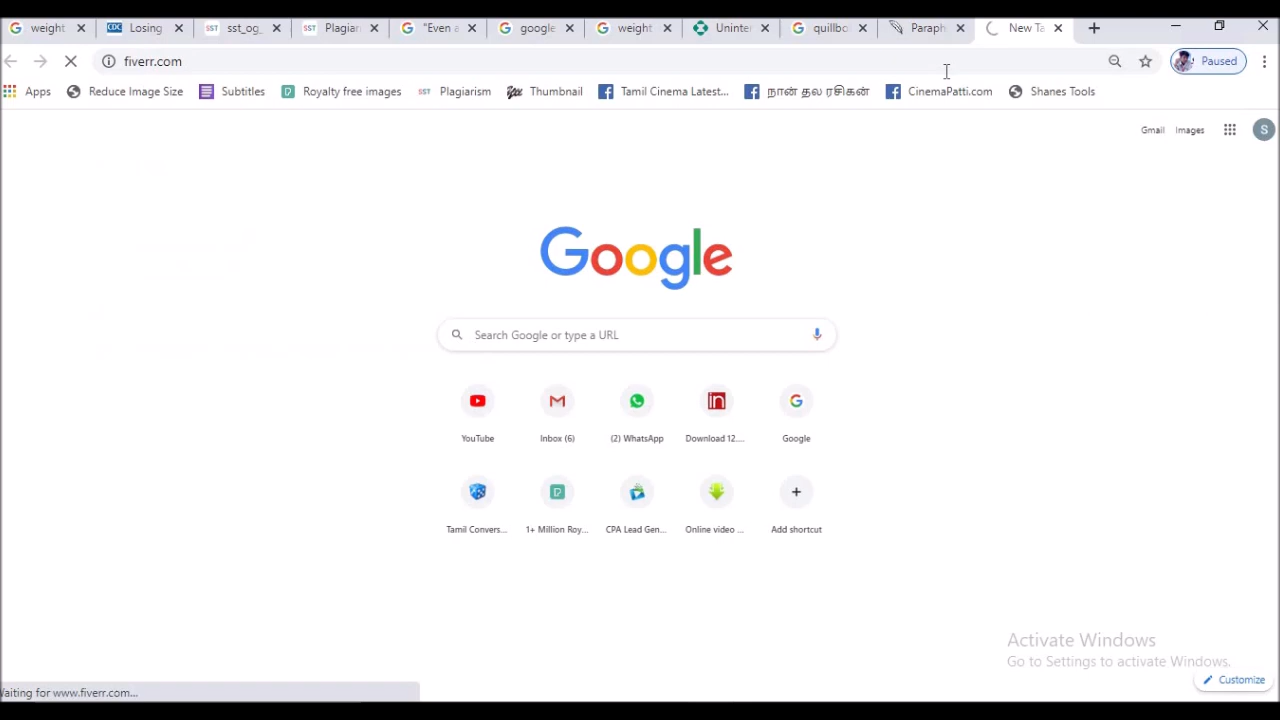 weight
Losing
sst_og_
Plagiar
"Even a
google
weight
Uninter
quillbo
Paraph
New Ta
fiverr.com
Paused
Apps
Reduce Image Size
Subtitles
Royalty free images
SST
Plagiarism
Thumbnail
Tamil Cinema Latest...
நான் தல ரசிகன்
CinemaPatti.com
Shanes Tools
Gmail
Images
S
Google
Search Google or type a URL
YouTube
Inbox (6)
(2) WhatsApp
Download 12....
Google
Tamil Convers...
1+ Million Roy...
CPA Lead Gen...
Online video ...
Add shortcut
Activate Windows
Go to Settings to activate Windows.
Customize
Waiting for www.fiverr.com...